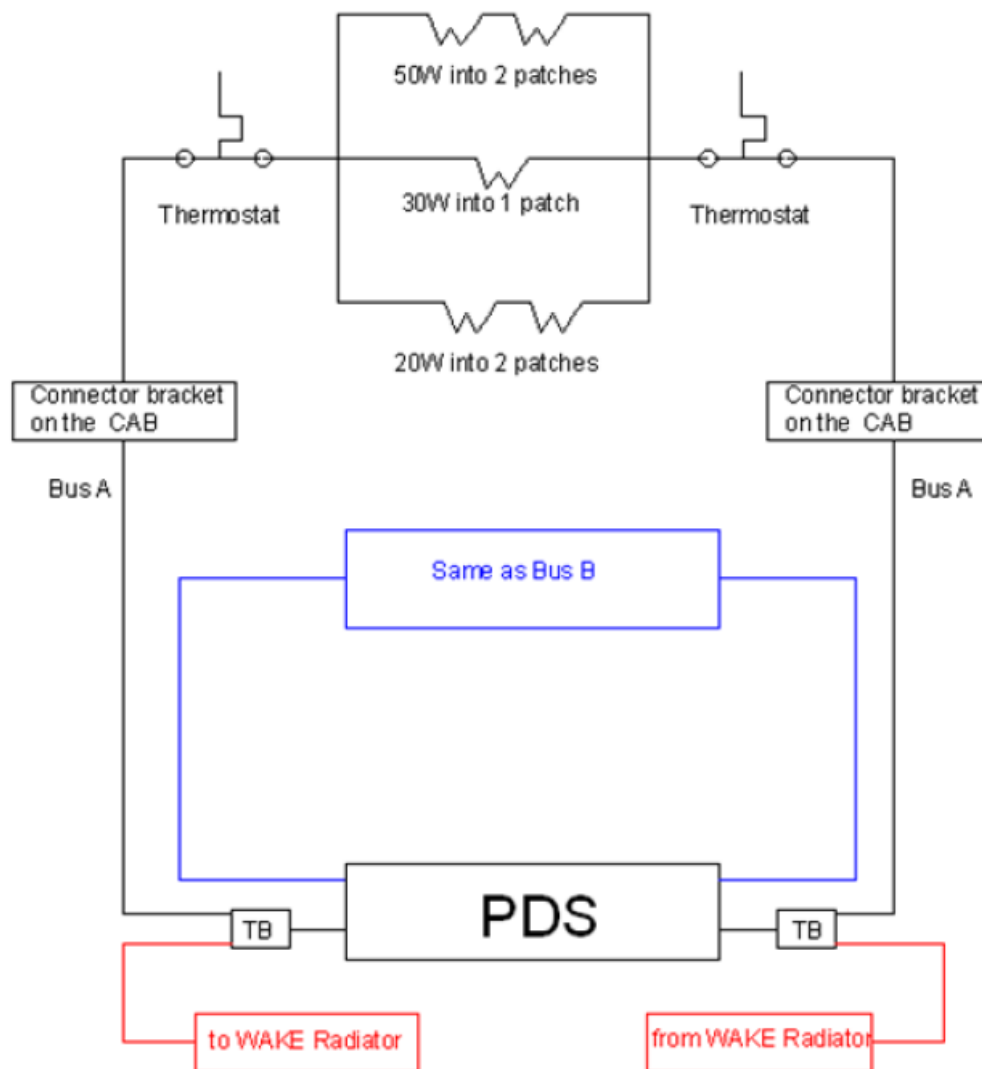 50W into 2 patches
30W into 1 patch
Thermostat
Thermostat
20W into 2 patches
Connector bracket
on the CAB
Connector bracket
on the CAB
Bus A
Bus A
Same as Bus B
PDS
TB
TB
to WAKE Radiator
from WAKE Radiator